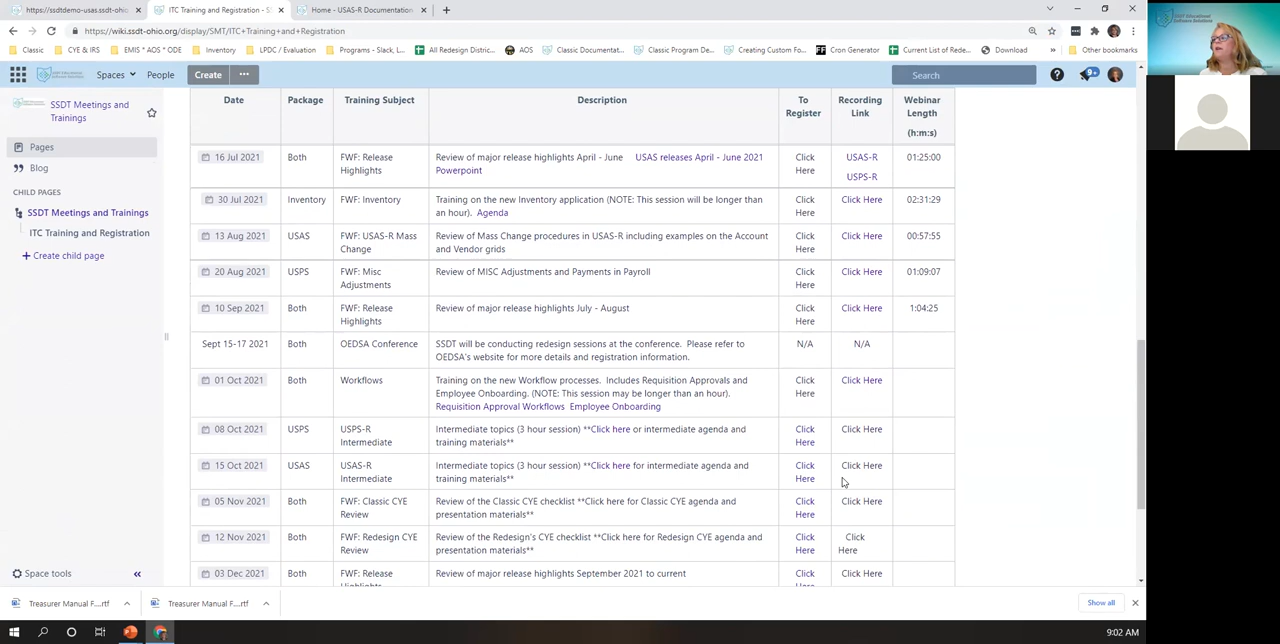 https://ssdtdemo-usas.ssdt-ohio
ITC Training and Registration - S
Home - USAS-R Documentation
https://wiki.ssdt-ohio.org/display/SMT/ITC+Training+and+Registration
Classic
CYE & IRS
EMIS * AOS * ODE
Inventory
LPDC / Evaluation
Programs - Slack, L...
All Redesign Distric...
AOS
Classic Documentat...
Classic Program De...
Creating Custom Fo...
FF
Cron Generator
Current List of Rede...
Download
Other bookmarks
Spaces
People
Create
Search
9+
SSDT Meetings and
Trainings
Pages
Blog
CHILD PAGES
SSDT Meetings and Trainings
ITC Training and Registration
+ Create child page
Space tools
Date
Package
Training Subject
Description
To
Register
Recording
Link
Webinar
Length
(h:m:s)
16 Jul 2021
Both
FWF: Release
Highlights
Review of major release highlights April - June USAS releases April - June 2021
Powerpoint
Click
Here
USAS-R
USPS-R
01:25:00
30 Jul 2021
Inventory
FWF: Inventory
Training on the new Inventory application (NOTE: This session will be longer than
an hour). Agenda
Click
Here
Click Here
02:31:29
13 Aug 2021
USAS
FWF: USAS-R Mass
Change
Review of Mass Change procedures in USAS-R including examples on the Account
and Vendor grids
Click
Here
Click Here
00:57:55
20 Aug 2021
USPS
FWF: Misc
Adjustments
Review of MISC Adjustments and Payments in Payroll
Click
Here
Click Here
01:09:07
10 Sep 2021
Both
FWF: Release
Highlights
Review of major release highlights July - August
Click
Here
Click Here
1:04:25
Sept 15-17 2021
Both
OEDSA Conference
SSDT will be conducting redesign sessions at the conference. Please refer to
OEDSA's website for more details and registration information.
N/A
N/A
01 Oct 2021
Both
Workflows
Training on the new Workflow processes. Includes Requisition Approvals and
Employee Onboarding. (NOTE: This session may be longer than an hour).
Requisition Approval Workflows Employee Onboarding
Click
Here
Click Here
08 Oct 2021
USPS
USPS-R
Intermediate
Intermediate topics (3 hour session) **Click here or intermediate agenda and
training materials**
Click
Here
Click Here
15 Oct 2021
USAS
USAS-R
Intermediate
Intermediate topics (3 hour session) **Click here for intermediate agenda and
training materials**
Click
Here
Click Here
05 Nov 2021
Both
FWF: Classic CYE
Review
Review of the Classic CYE checklist **Click here for Classic CYE agenda and
presentation materials**
Click
Here
Click Here
12 Nov 2021
Both
FWF: Redesign CYE
Review
Review of the Redesign's CYE checklist **Click here for Redesign CYE agenda and
presentation materials**
Click
Here
Click
Here
03 Dec 2021
Both
FWF: Release
Highlights
Review of major release highlights September 2021 to current
Click
Here
Click Here
Treasurer Manual F....rtf
Treasurer Manual F....rtf
Show all
9:02 AM